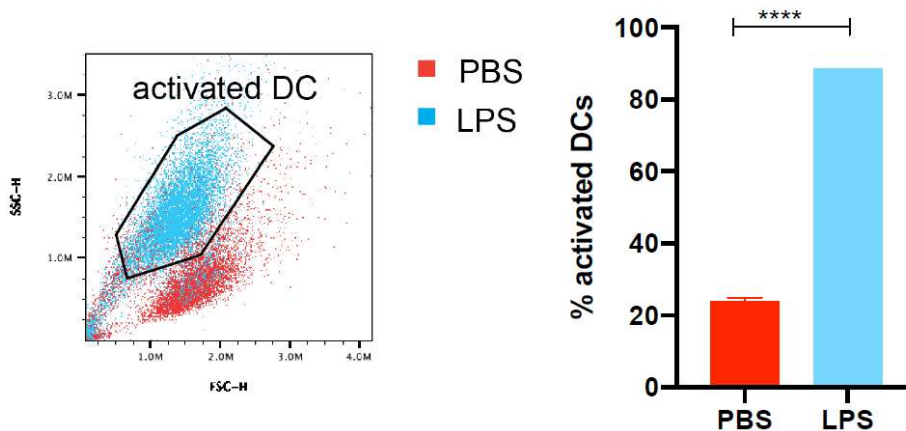 activated DC
3.0M
2.0M
1.0M
SSC-H
1.0M 2.0M 3.0M 4.0M
FSC-H
PBS
LPS
****
100
80
60
40
20
0
% activated DCs
PBS LPS